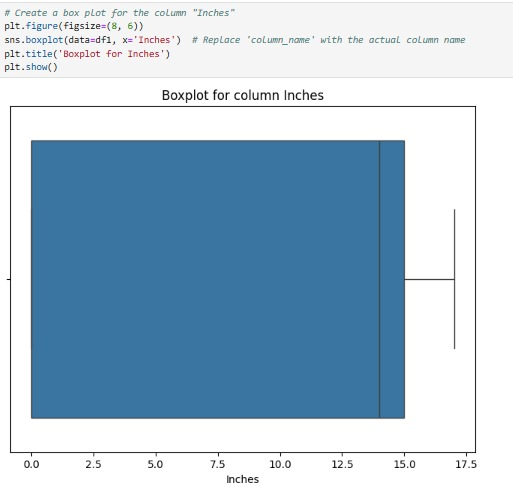 # Create a box plot for the column "Inches"
plt.figure(figsize=(8, 6))
sns.boxplot(data=df1, x='Inches')  # Replace 'column_name' with the actual column name
plt.title('Boxplot for Inches')
plt.show()
Boxplot for column Inches
0.0 2.5 5.0 7.5 10.0 12.5 15.0 17.5
Inches